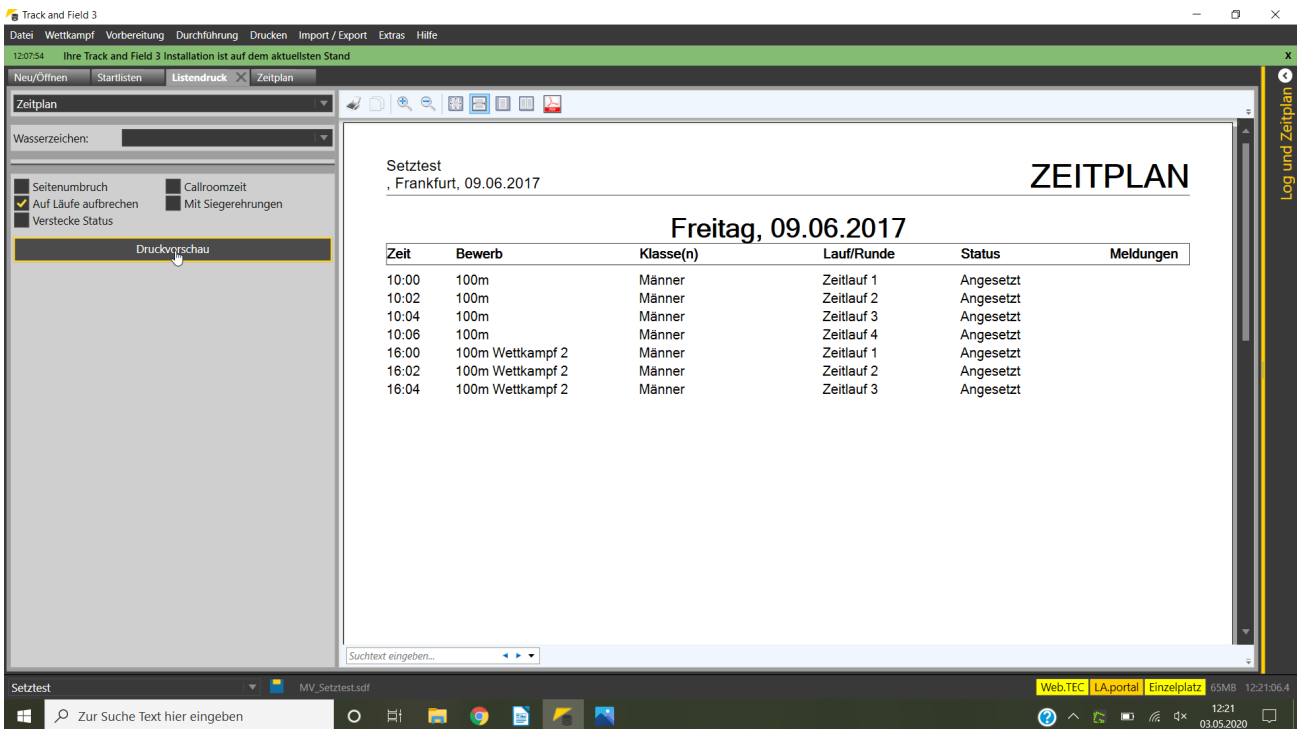 Track and Field 3
Datei Wettkampf Vorbereitung Durchführung Drucken Import / Export Extras Hilfe
12:07:54 Ihre Track and Field 3 Installation ist auf dem aktuellsten Stand X
Neu/Öffnen Startlisten Listendruck Zeitplan
Zeitplan
Wasserzeichen:
Seitenumbruch Callroomzeit
Auf Läufe aufbrechen Mit Siegerehrungen
Verstecke Status
Druckvorschau
Setztest
, Frankfurt, 09.06.2017
ZEITPLAN
Freitag, 09.06.2017
Zeit Bewerb Klasse(n) Lauf/Runde Status Meldungen
10:00 100m Männer Zeitlauf 1 Angesetzt
10:02 100m Männer Zeitlauf 2 Angesetzt
10:04 100m Männer Zeitlauf 3 Angesetzt
10:06 100m Männer Zeitlauf 4 Angesetzt
16:00 100m Wettkampf 2 Männer Zeitlauf 1 Angesetzt
16:02 100m Wettkampf 2 Männer Zeitlauf 2 Angesetzt
16:04 100m Wettkampf 2 Männer Zeitlauf 3 Angesetzt
Suchtext eingeben...
Log und Zeitplan
Setztest MV_Setztest.sdf Web.TEC LA.portal Einzelplatz 65MB 12:21:06.4
Zur Suche Text hier eingeben
12:21
03.05.2020